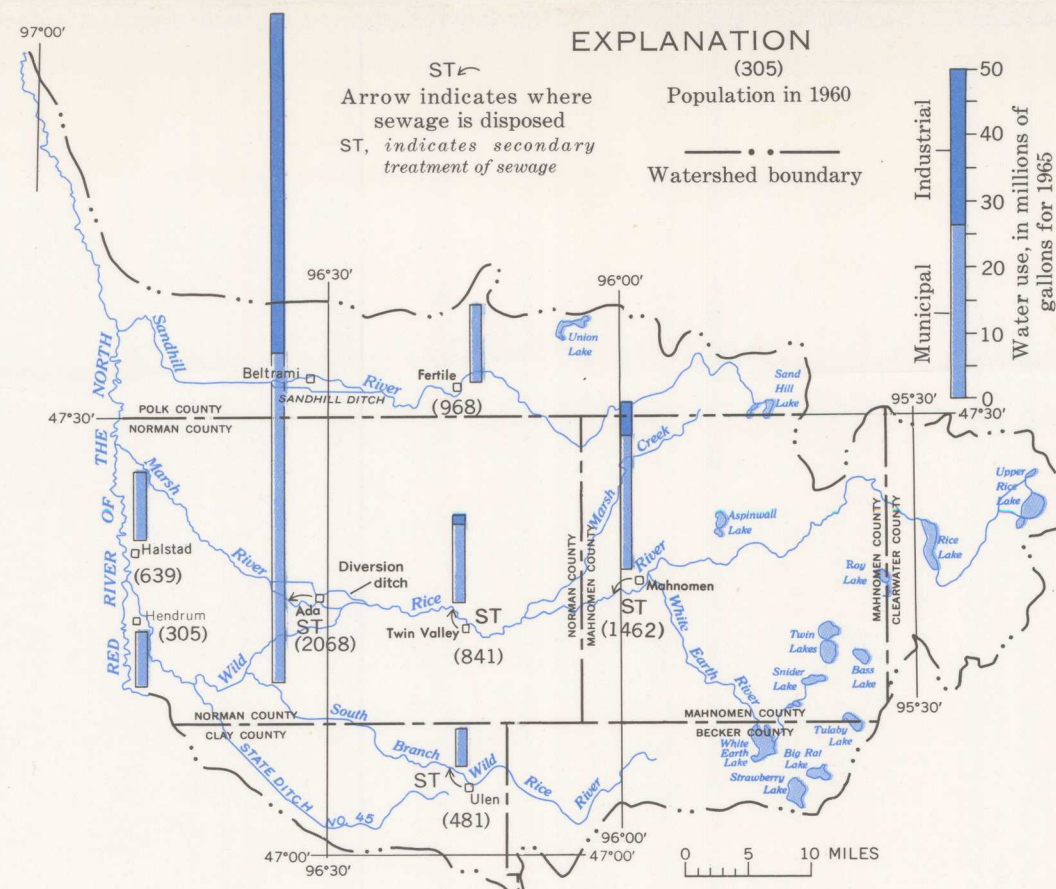 97°00′
EXPLANATION
ST
Arrow indicates where
sewage is disposed
ST, indicates secondary
treatment of sewage
(305)
Population in 1960
Watershed boundary
Industrial
Municipal
50
40
30
20
10
0
Water use, in millions of
gallons for 1965
96°30′
96°00′
Sandhill
River
Beltrami
SANDHILL DITCH
Fertile
(968)
Union
Lake
Sand
Hill
Lake
95°30′
47°30′
47°30′
POLK COUNTY
NORMAN COUNTY
RED RIVER OF THE NORTH
Marsh
River
Halstad
(639)
Hendrum
(305)
Diversion
ditch
Ada
ST
(2068)
Wild
Rice
River
Twin Valley
ST
(841)
Marsh
Creek
NORMAN COUNTY
MAHNOMEN COUNTY
Mahnomen
ST
(1462)
White
Earth
River
Aspinwall
Lake
MAHNOMEN COUNTY
CLEARWATER COUNTY
Upper
Rice
Lake
Rice
Lake
Roy
Lake
Twin
Lakes
Bass
Lake
Snider
Lake
95°30′
NORMAN COUNTY
CLAY COUNTY
MAHNOMEN COUNTY
BECKER COUNTY
Tulaby
Lake
White
Earth
Lake
Big Rat
Lake
Strawberry
Lake
South
Branch
Wild
Rice
River
ST
Ulen
(481)
STATE DITCH
NO. 45
96°00′
47°00′
47°00′
96°30′
0 5 10 MILES